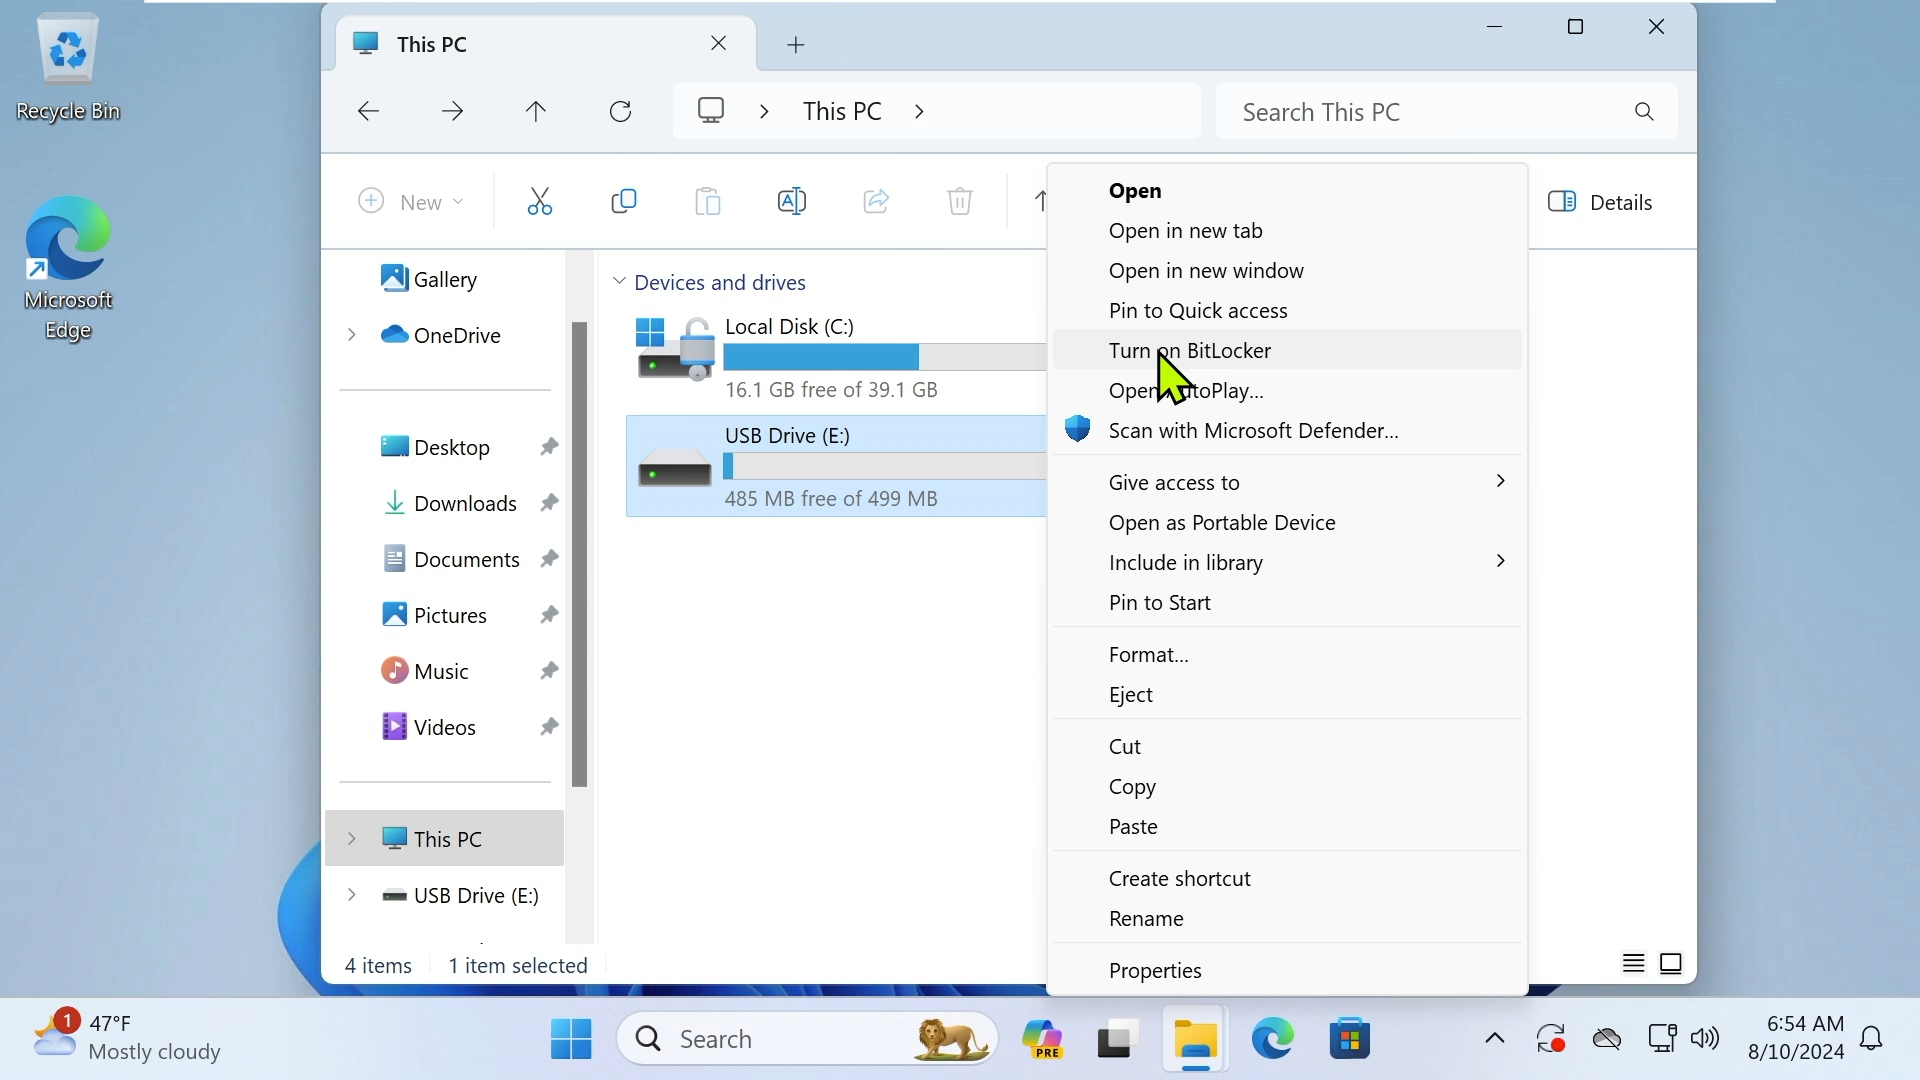 Recycle Bin
Microsoft
Edge
This PC
This PC
Search This PC
New
Details
Gallery
OneDrive
Desktop
Downloads
Documents
Pictures
Music
Videos
This PC
USB Drive (E:)
Devices and drives
Local Disk (C:)
16.1 GB free of 39.1 GB
USB Drive (E:)
485 MB free of 499 MB
Open
Open in new tab
Open in new window
Pin to Quick access
Turn on BitLocker
Open AutoPlay...
Scan with Microsoft Defender...
Give access to
Open as Portable Device
Include in library
Pin to Start
Format...
Eject
Cut
Copy
Paste
Create shortcut
Rename
Properties
4 items
1 item selected
1
47°F
Mostly cloudy
Search
PRE
6:54 AM
8/10/2024